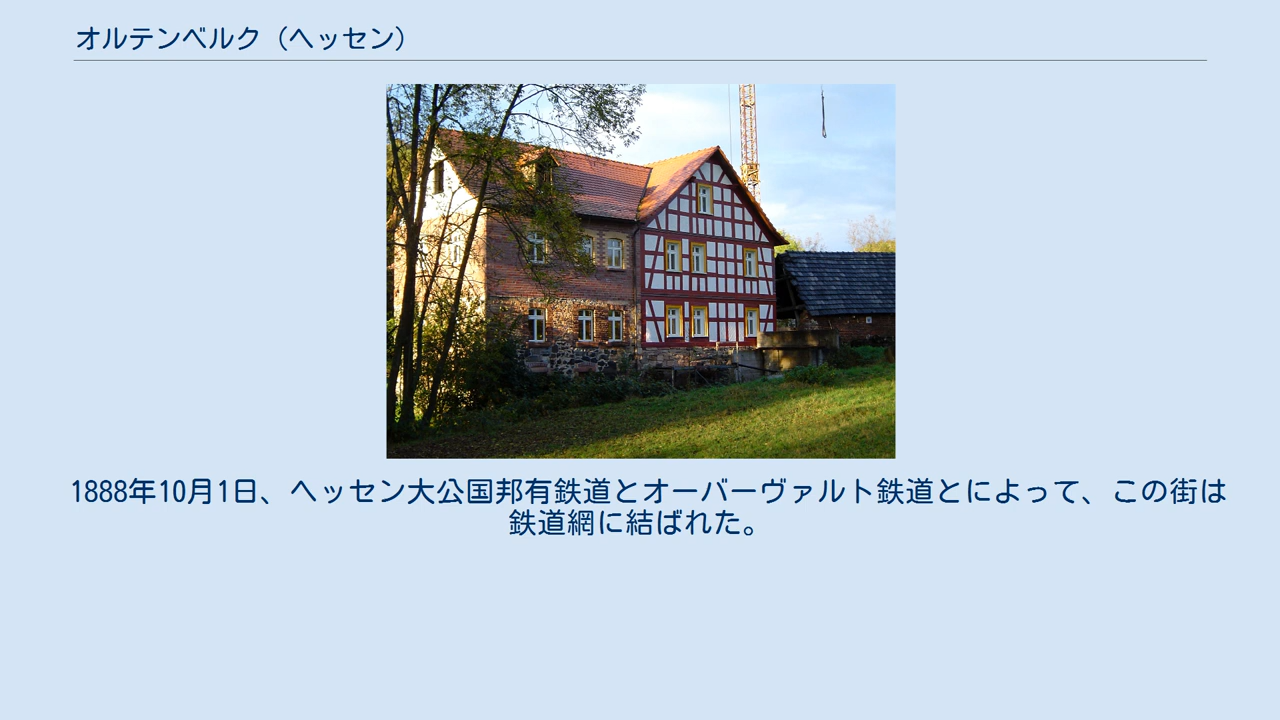 オルテンベルク（ヘッセン）
1888年10月1日、ヘッセン大公国邦有鉄道とオーバーヴァルト鉄道とによって、この街は
鉄道網に結ばれた。